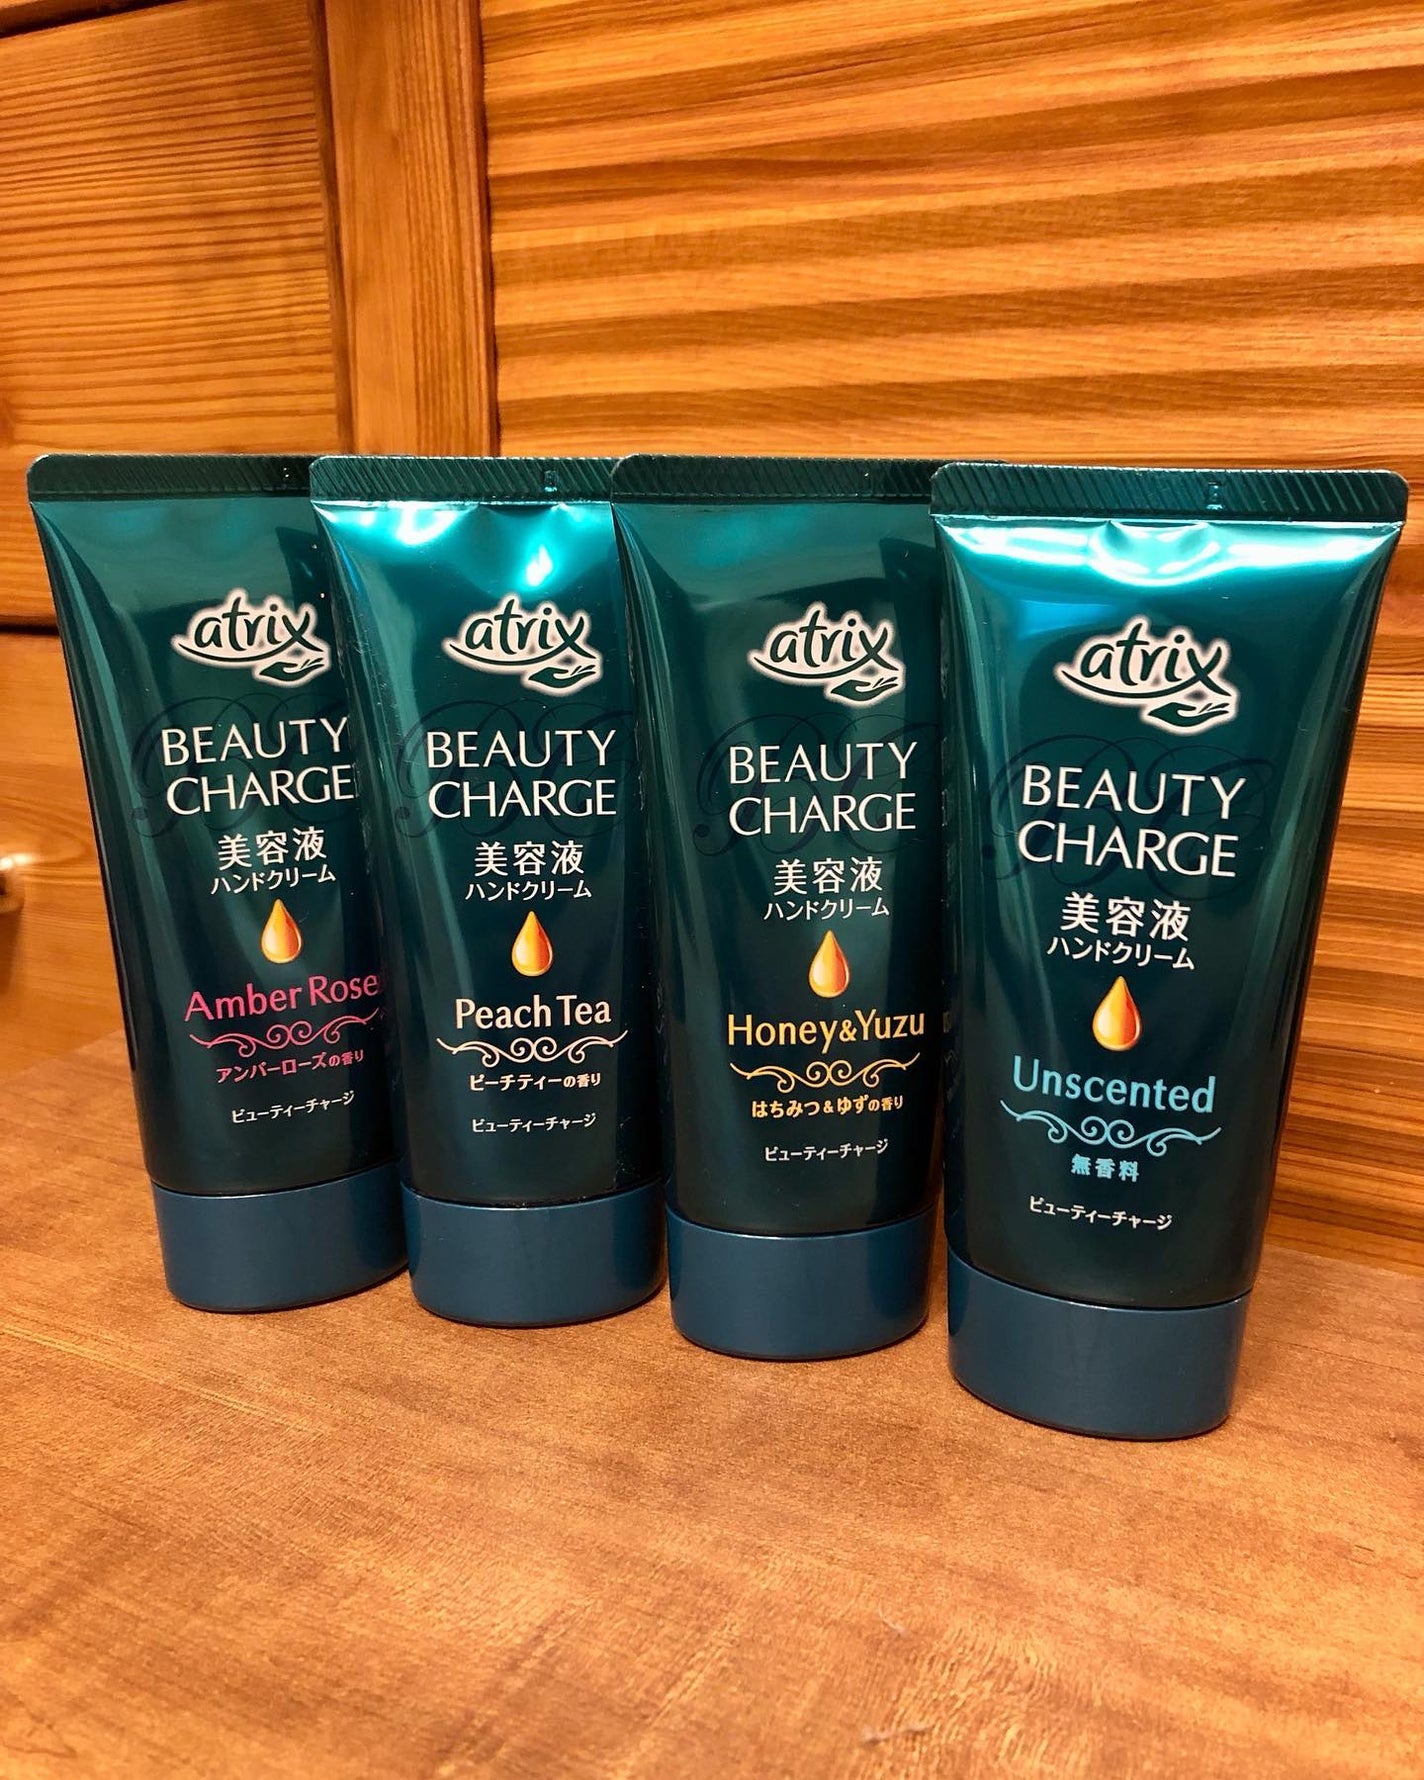 atrix
BEAUTY
CHARGE
美容液
ハンドクリーム
Amber Rose
アンバーローズの香り
ビューティーチャージ
atrix
BEAUTY
CHARGE
美容液
ハンドクリーム
Peach Tea
ピーチティーの香り
ビューティーチャージ
atrix
BEAUTY
CHARGE
美容液
ハンドクリーム
Honey&Yuzu
はちみつ&ゆずの香り
ビューティーチャージ
atrix
BEAUTY
CHARGE
美容液
ハンドクリーム
Unscented
無香料
ビューティーチャージ